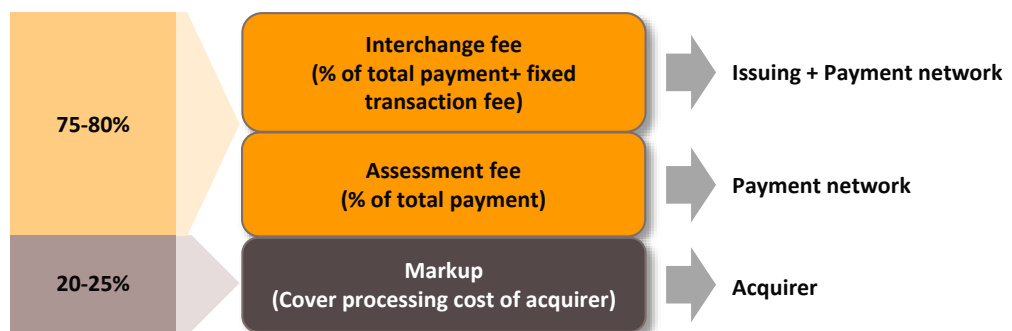 75-80%
Interchange fee
(% of total payment+ fixed
transaction fee)
Issuing + Payment network
Assessment fee
(% of total payment)
Payment network
20-25%
Markup
(Cover processing cost of acquirer)
Acquirer